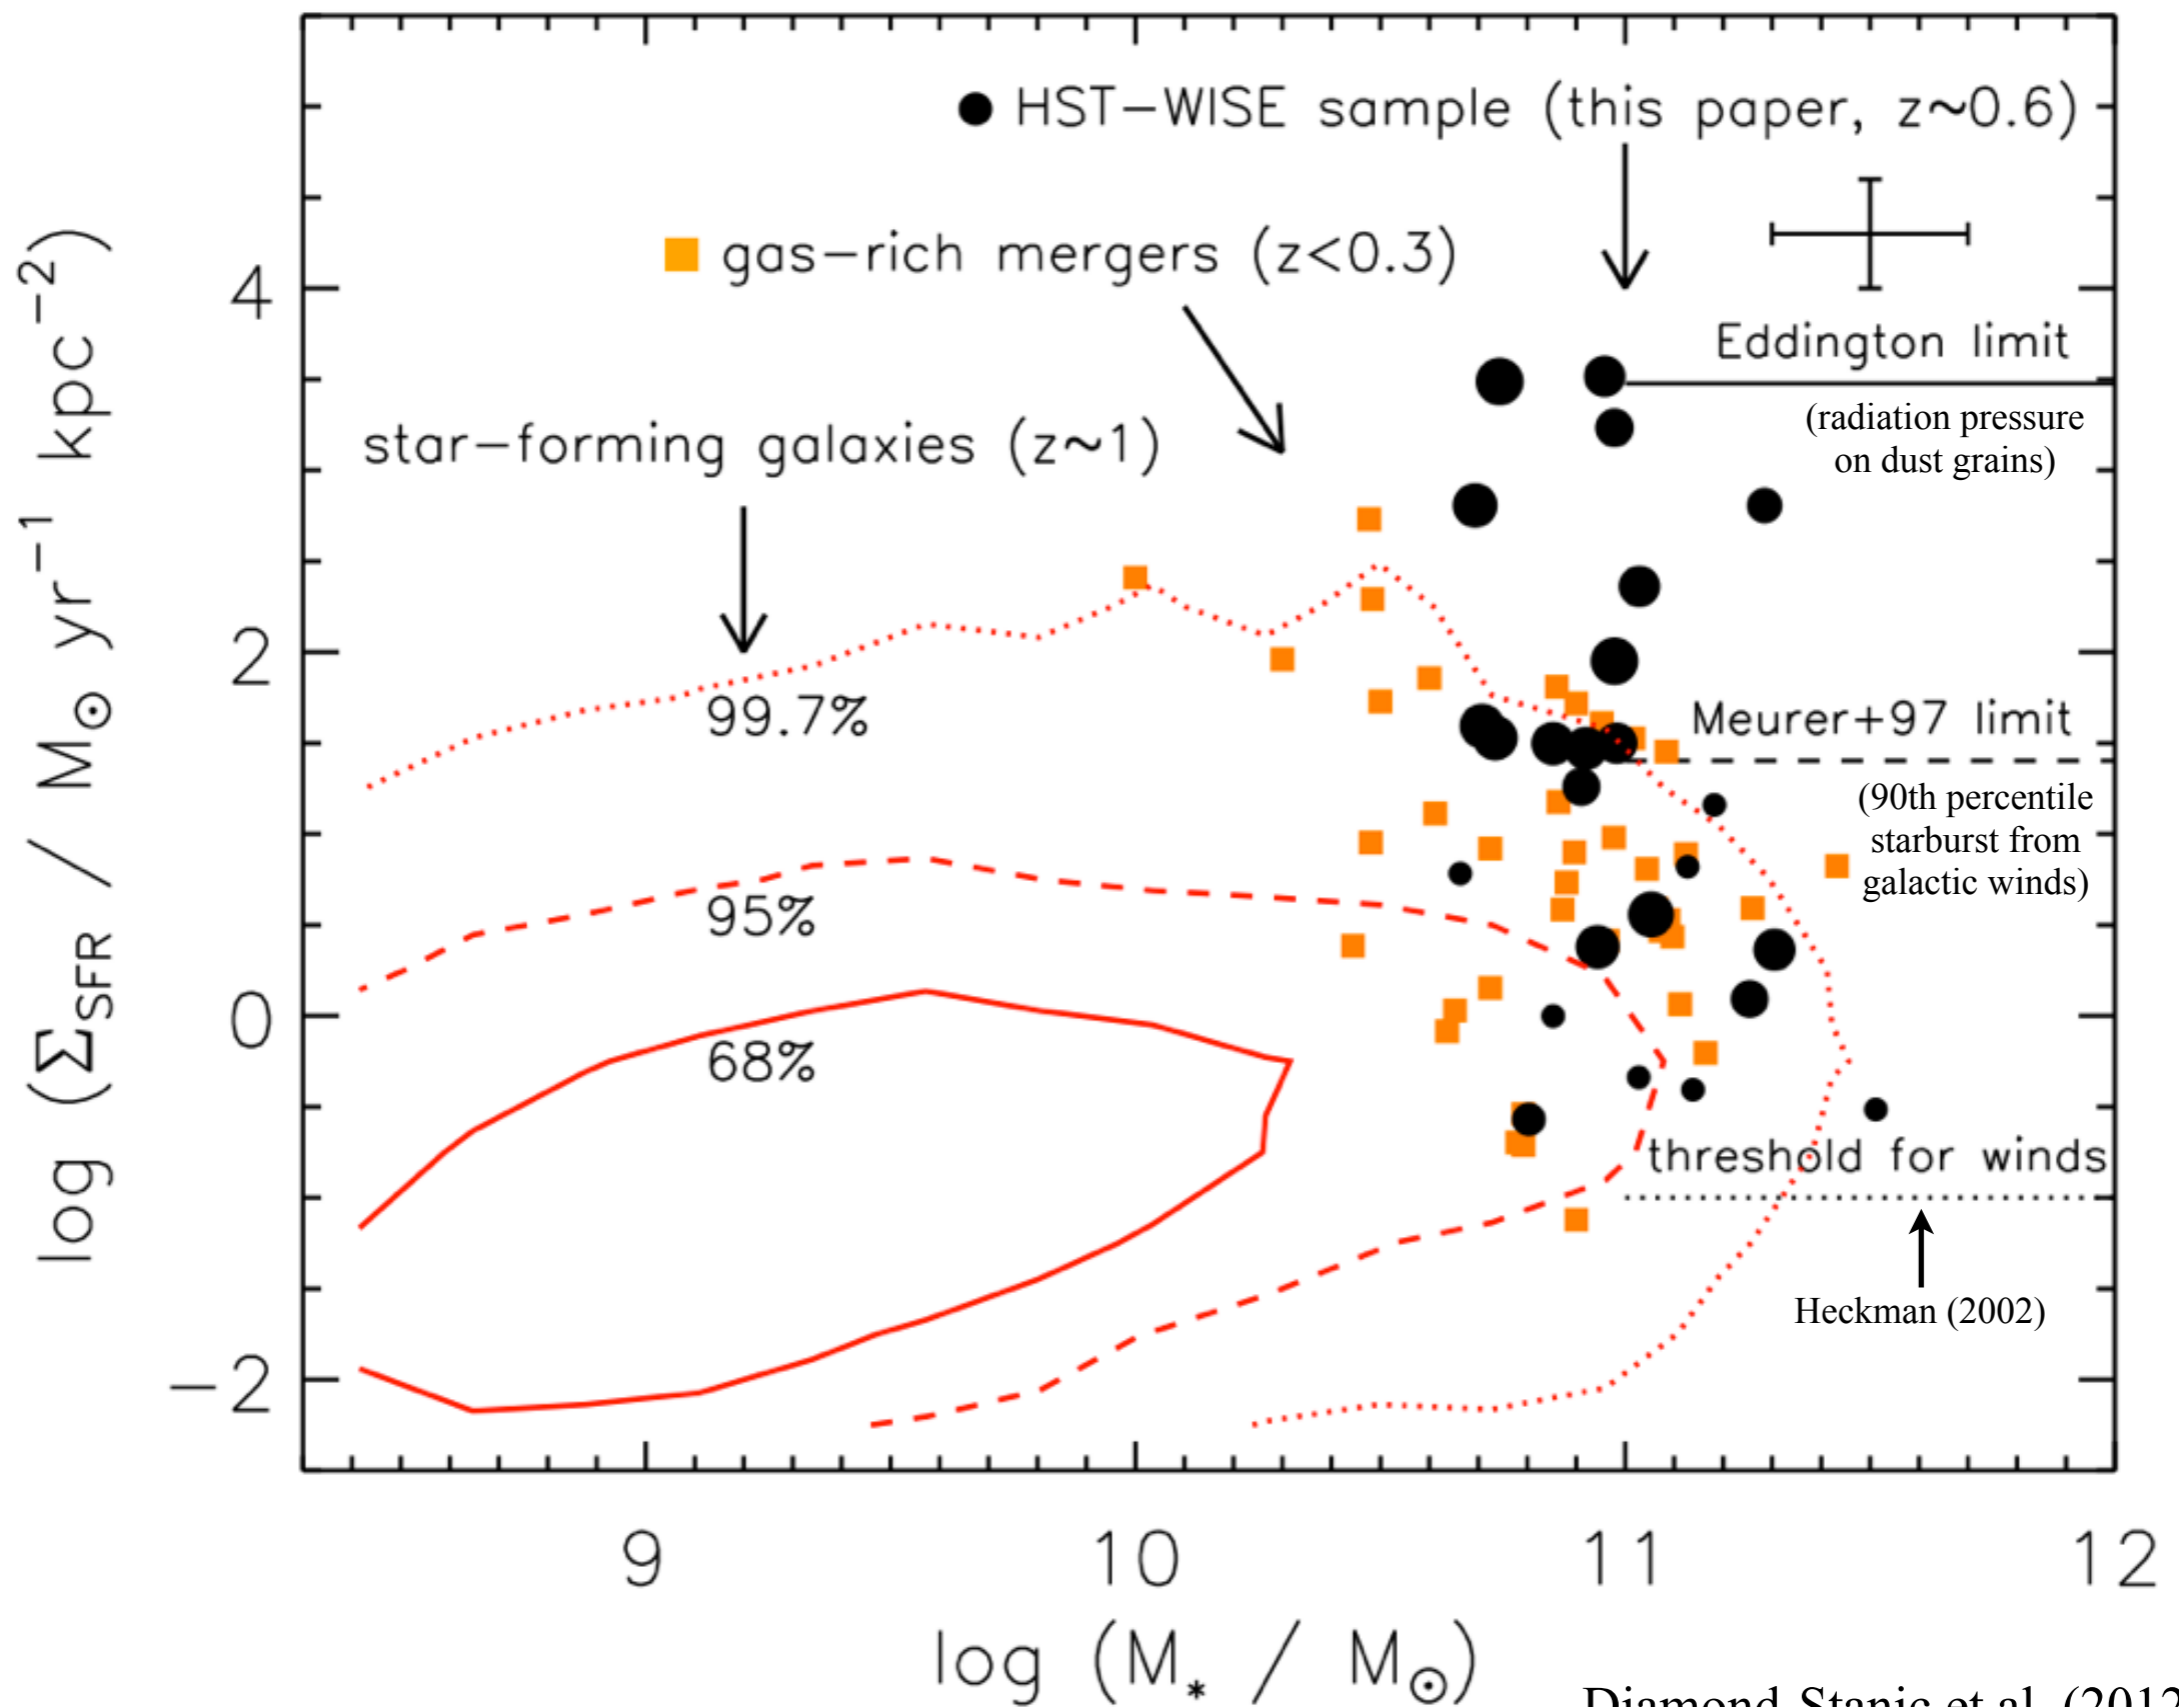 HST−WISE sample (this paper, z~0.6)
gas−rich mergers (z<0.3)
star−forming galaxies (z~1)
Eddington limit
(radiation pressure
on dust grains)
Meurer+97 limit
(90th percentile
starburst from
galactic winds)
threshold for winds
Heckman (2002)
99.7%
95%
68%
4
2
0
−2
log (Σ_SFR / M_⊙ yr^−1 kpc^−2)
9 10 11 12
log (M_* / M_⊙)
Diamond-Stanic et al. (2012